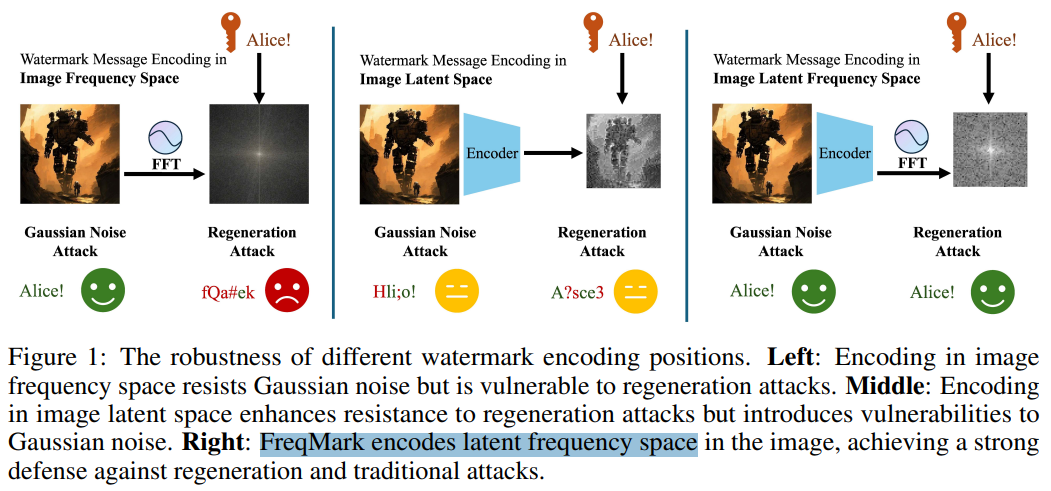 Alice!
Watermark Message Encoding in
Image Frequency Space
FFT
Gaussian Noise
Attack
Regeneration
Attack
Alice!
fQa#ek
Alice!
Watermark Message Encoding in
Image Latent Space
Encoder
Gaussian Noise
Attack
Regeneration
Attack
Hli;o!
A?sce3
Alice!
Watermark Message Encoding in
Image Latent Frequency Space
Encoder
FFT
Gaussian Noise
Attack
Regeneration
Attack
Alice!
Alice!
Figure 1: The robustness of different watermark encoding positions. Left: Encoding in image
frequency space resists Gaussian noise but is vulnerable to regeneration attacks. Middle: Encoding
in image latent space enhances resistance to regeneration attacks but introduces vulnerabilities to
Gaussian noise. Right: FreqMark encodes latent frequency space in the image, achieving a strong
defense against regeneration and traditional attacks.